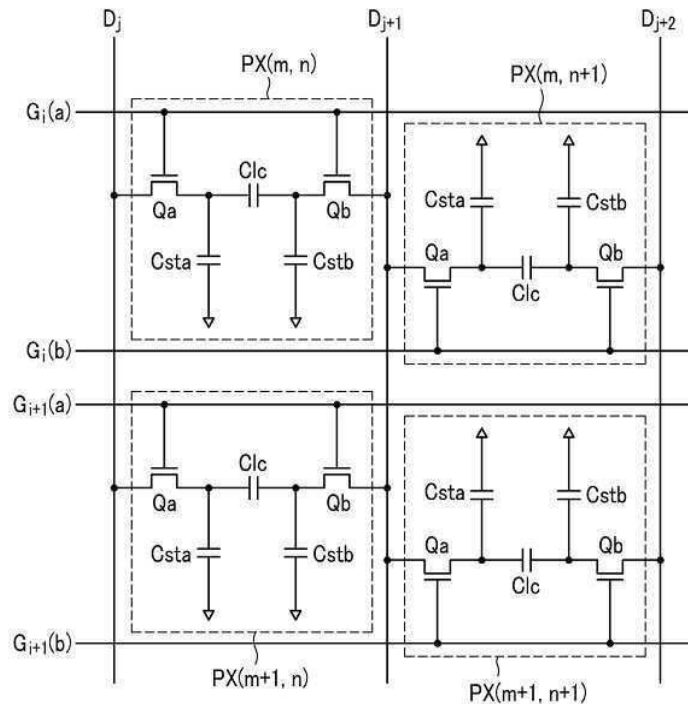 Dj Dj+1 Dj+2
PX(m, n)
PX(m, n+1)
Gi(a)
Clc
Qa Qb
Csta Cstb
Csta Cstb
Qa Qb
Clc
Gi(b)
Gi+1(a)
Clc
Qa Qb
Csta Cstb
Csta Cstb
Qa Qb
Clc
Gi+1(b)
PX(m+1, n)
PX(m+1, n+1)